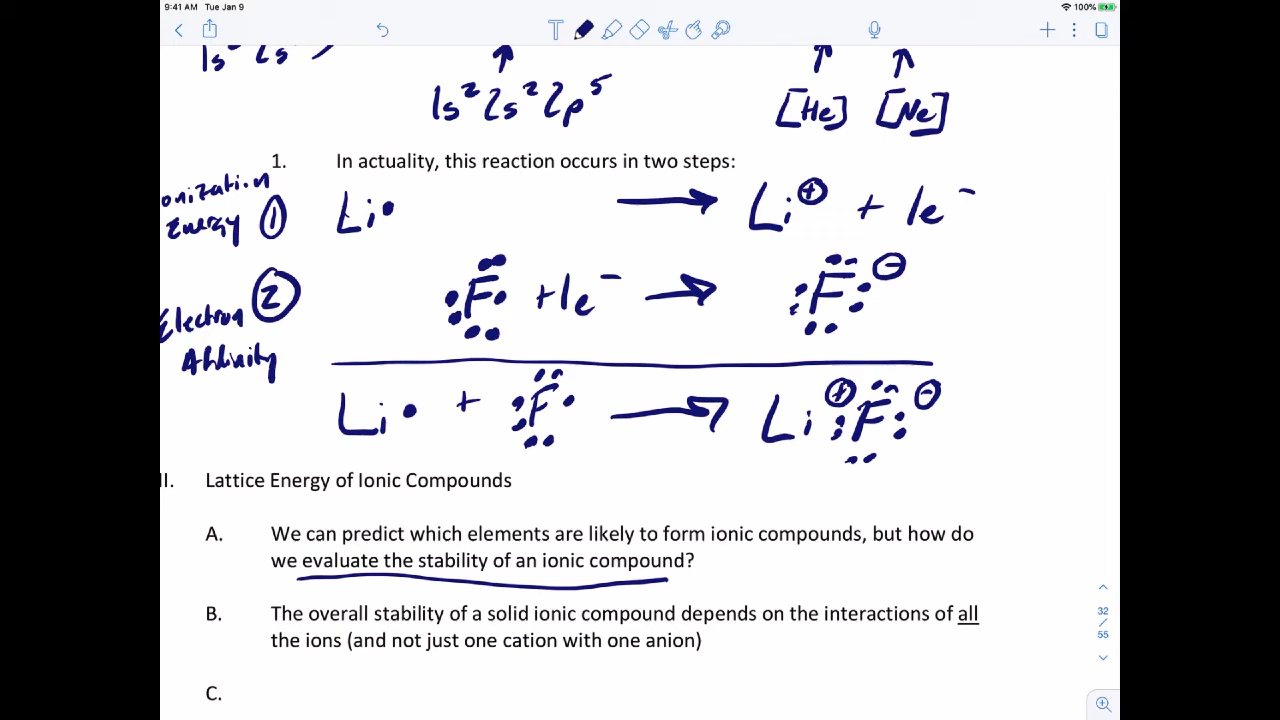 9:41 AM Tue Jan 9
100%
1s² 2s²
1s² 2s² 2p⁵
[He] [Ne]
1. In actuality, this reaction occurs in two steps:
onization
Energy ①
Li• → Li⊕ + 1e⁻
Electron ②
Affinity
F + 1e⁻ → F⊖
Li• + F → Li⊕ F⊖
II. Lattice Energy of Ionic Compounds
A. We can predict which elements are likely to form ionic compounds, but how do
we evaluate the stability of an ionic compound?
B. The overall stability of a solid ionic compound depends on the interactions of all
the ions (and not just one cation with one anion)
C.
32
/
55